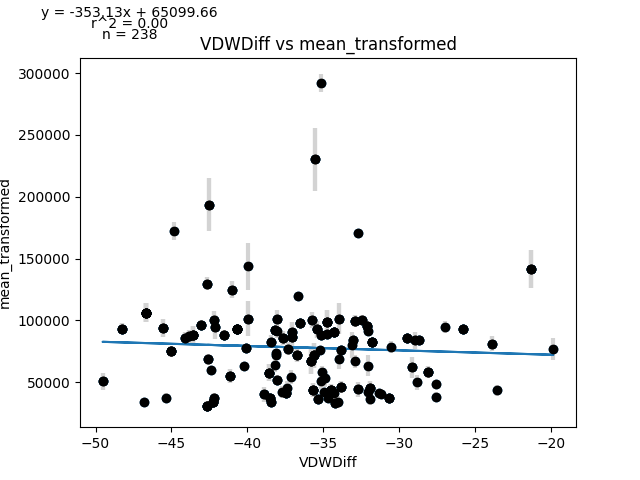 y = -353.13x + 65099.66
r^2 = 0.00
n = 238
VDWDiff vs mean_transformed
300000
250000
200000
150000
100000
50000
mean_transformed
−50
−45
−40
−35
−30
−25
−20
VDWDiff